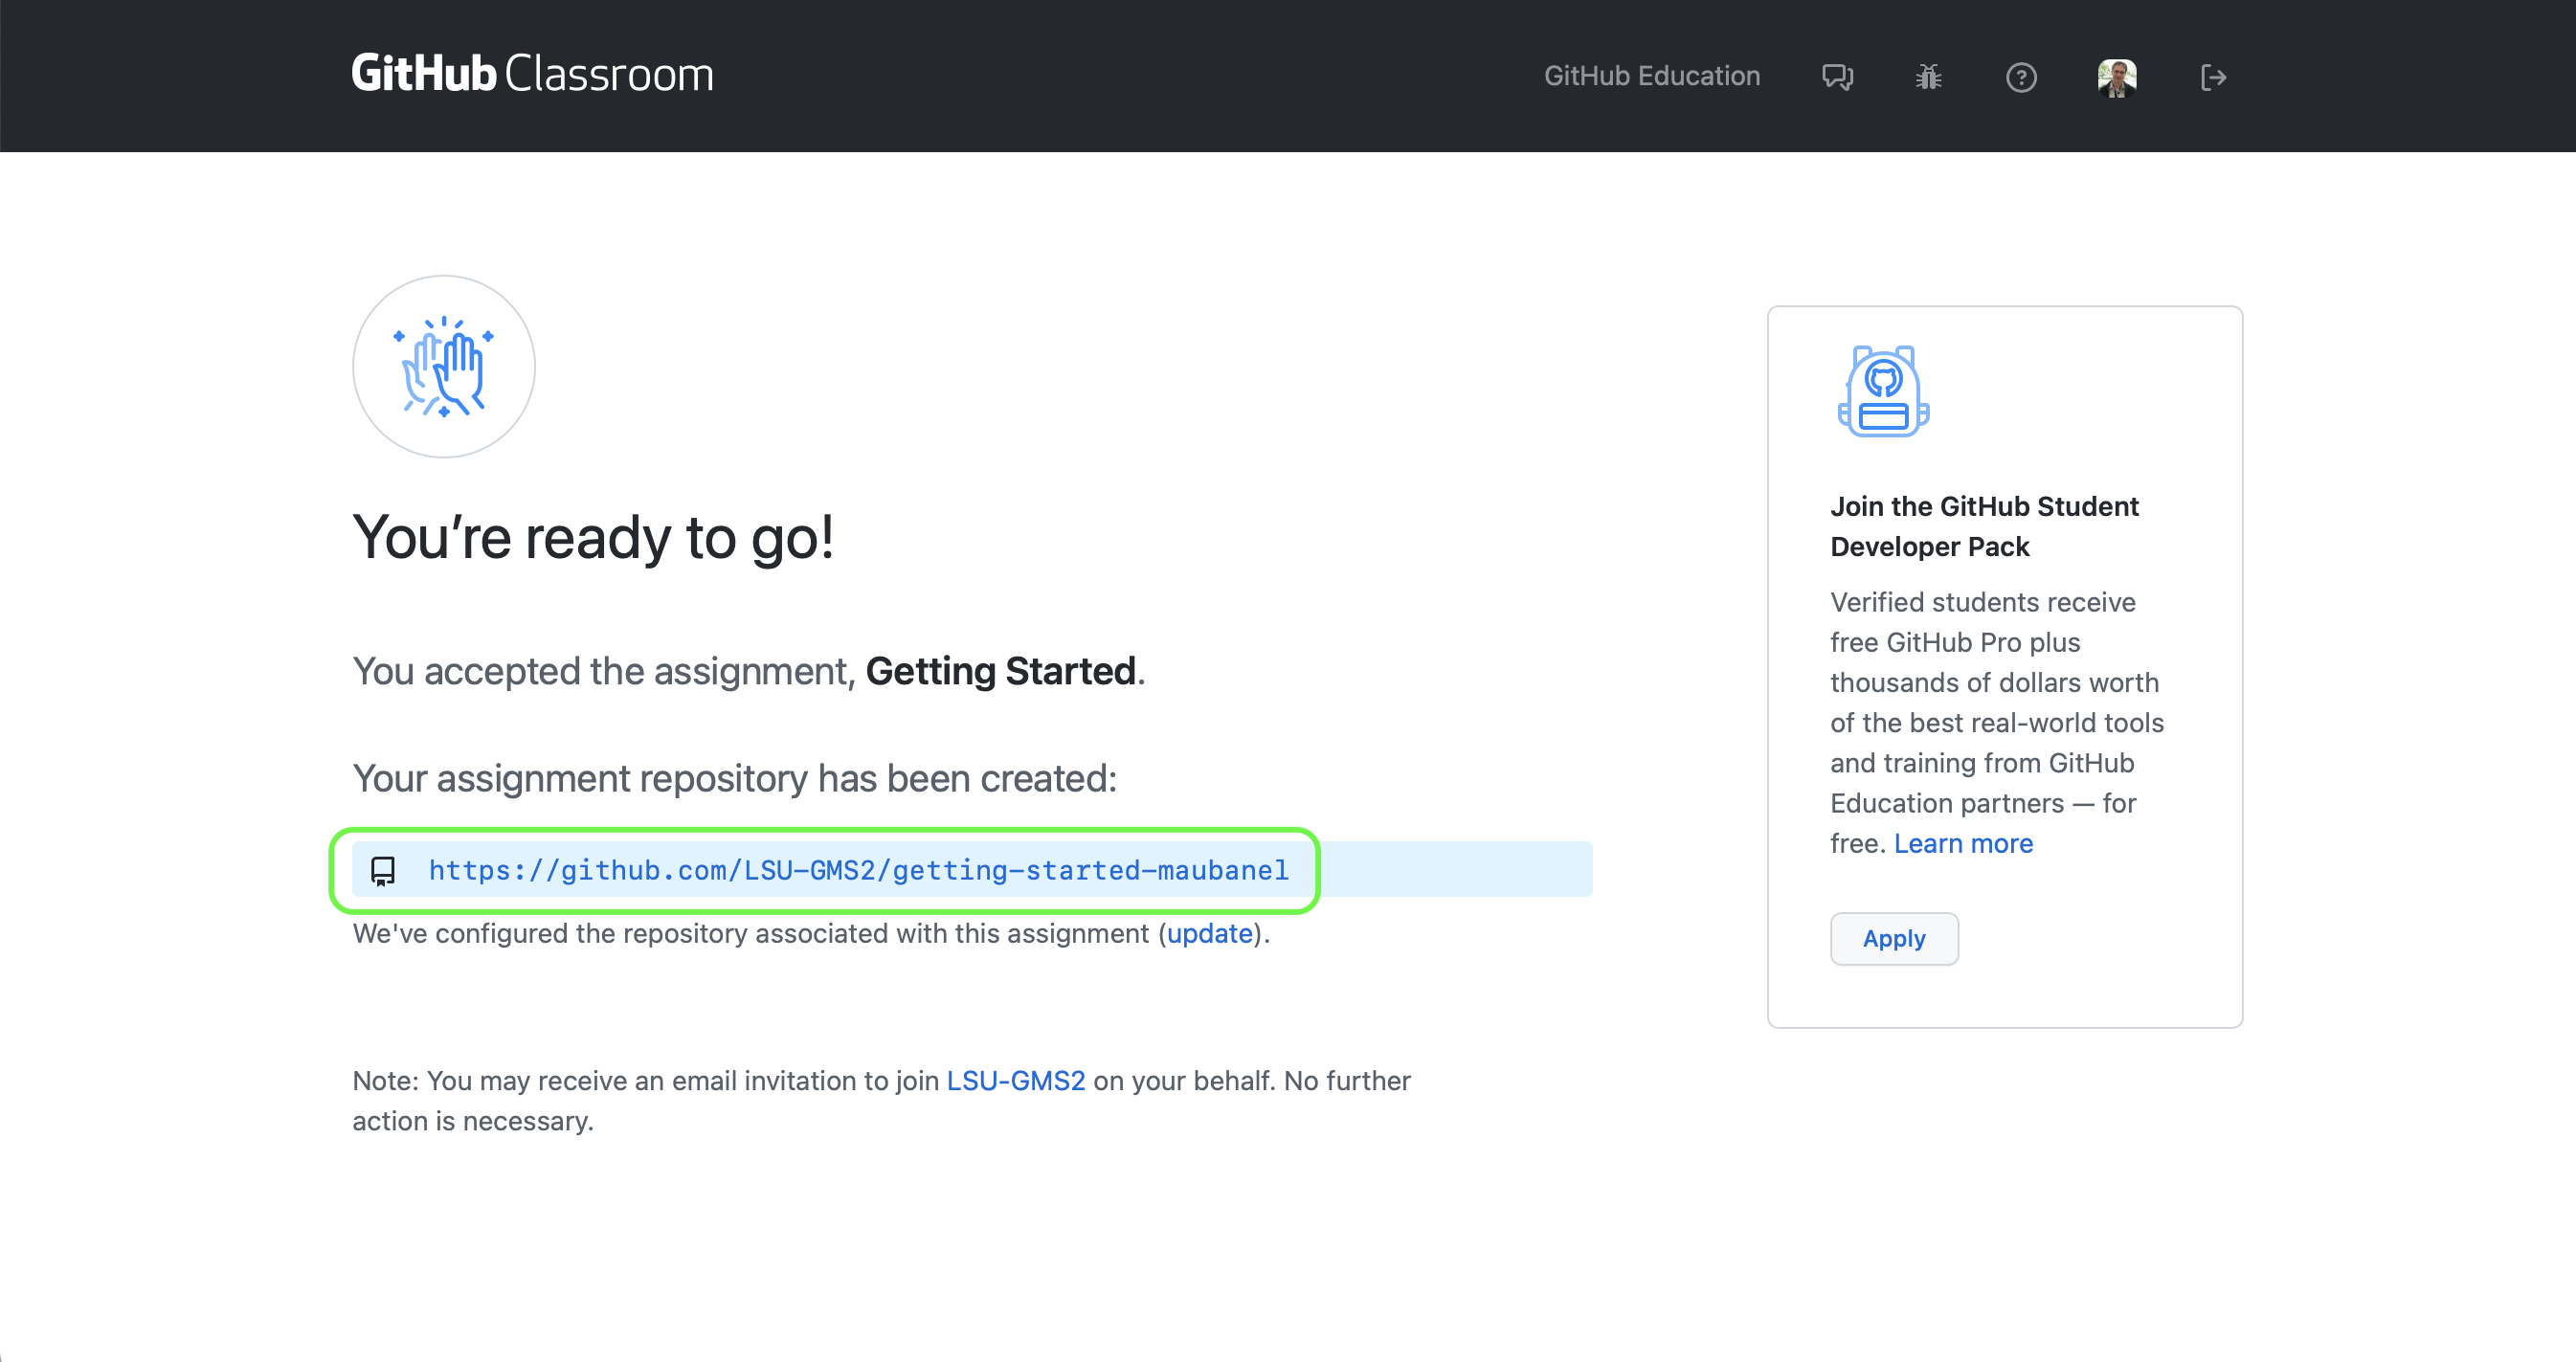 GitHub Classroom
GitHub Education
You’re ready to go!
You accepted the assignment, Getting Started.
Your assignment repository has been created:
https://github.com/LSU-GMS2/getting-started-maubanel
We've configured the repository associated with this assignment (update).
Note: You may receive an email invitation to join LSU-GMS2 on your behalf. No further
action is necessary.
Join the GitHub Student
Developer Pack
Verified students receive
free GitHub Pro plus
thousands of dollars worth
of the best real-world tools
and training from GitHub
Education partners — for
free. Learn more
Apply